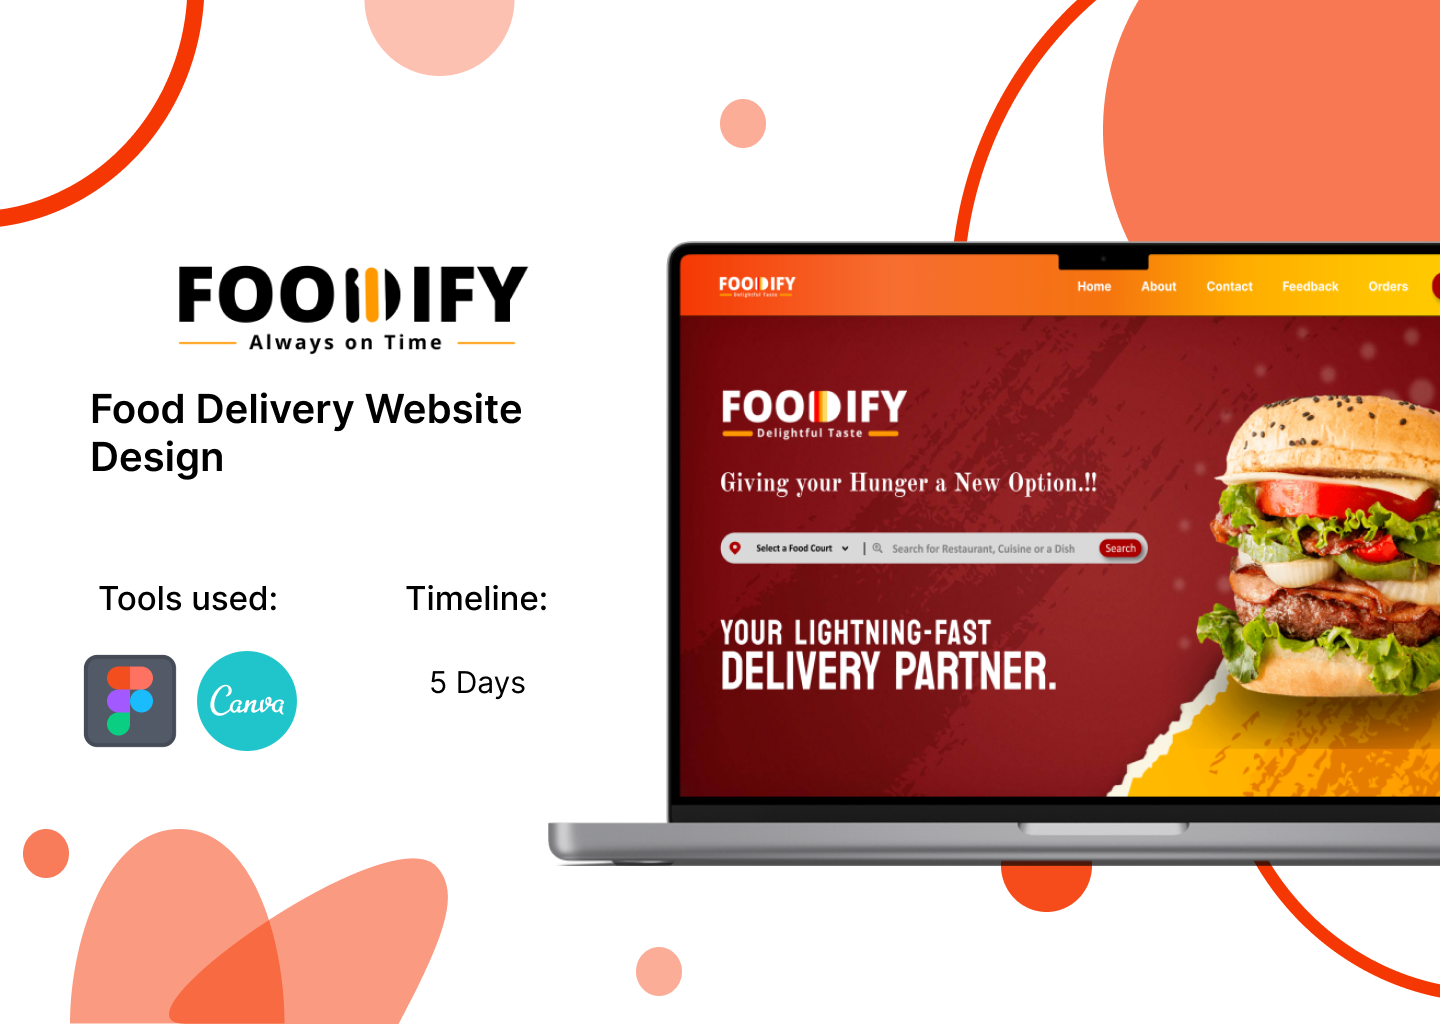 FOODIFY
Always on Time
Food Delivery Website
Design
Tools used:
Timeline:
Canva
5 Days
FOODIFY
Delightful Taste
Home
About
Contact
Feedback
Orders
FOODIFY
Delightful Taste
Giving your Hunger a New Option.!!
Select a Food Court
Search for Restaurant, Cuisine or a Dish
Search
YOUR LIGHTNING-FAST
DELIVERY PARTNER.